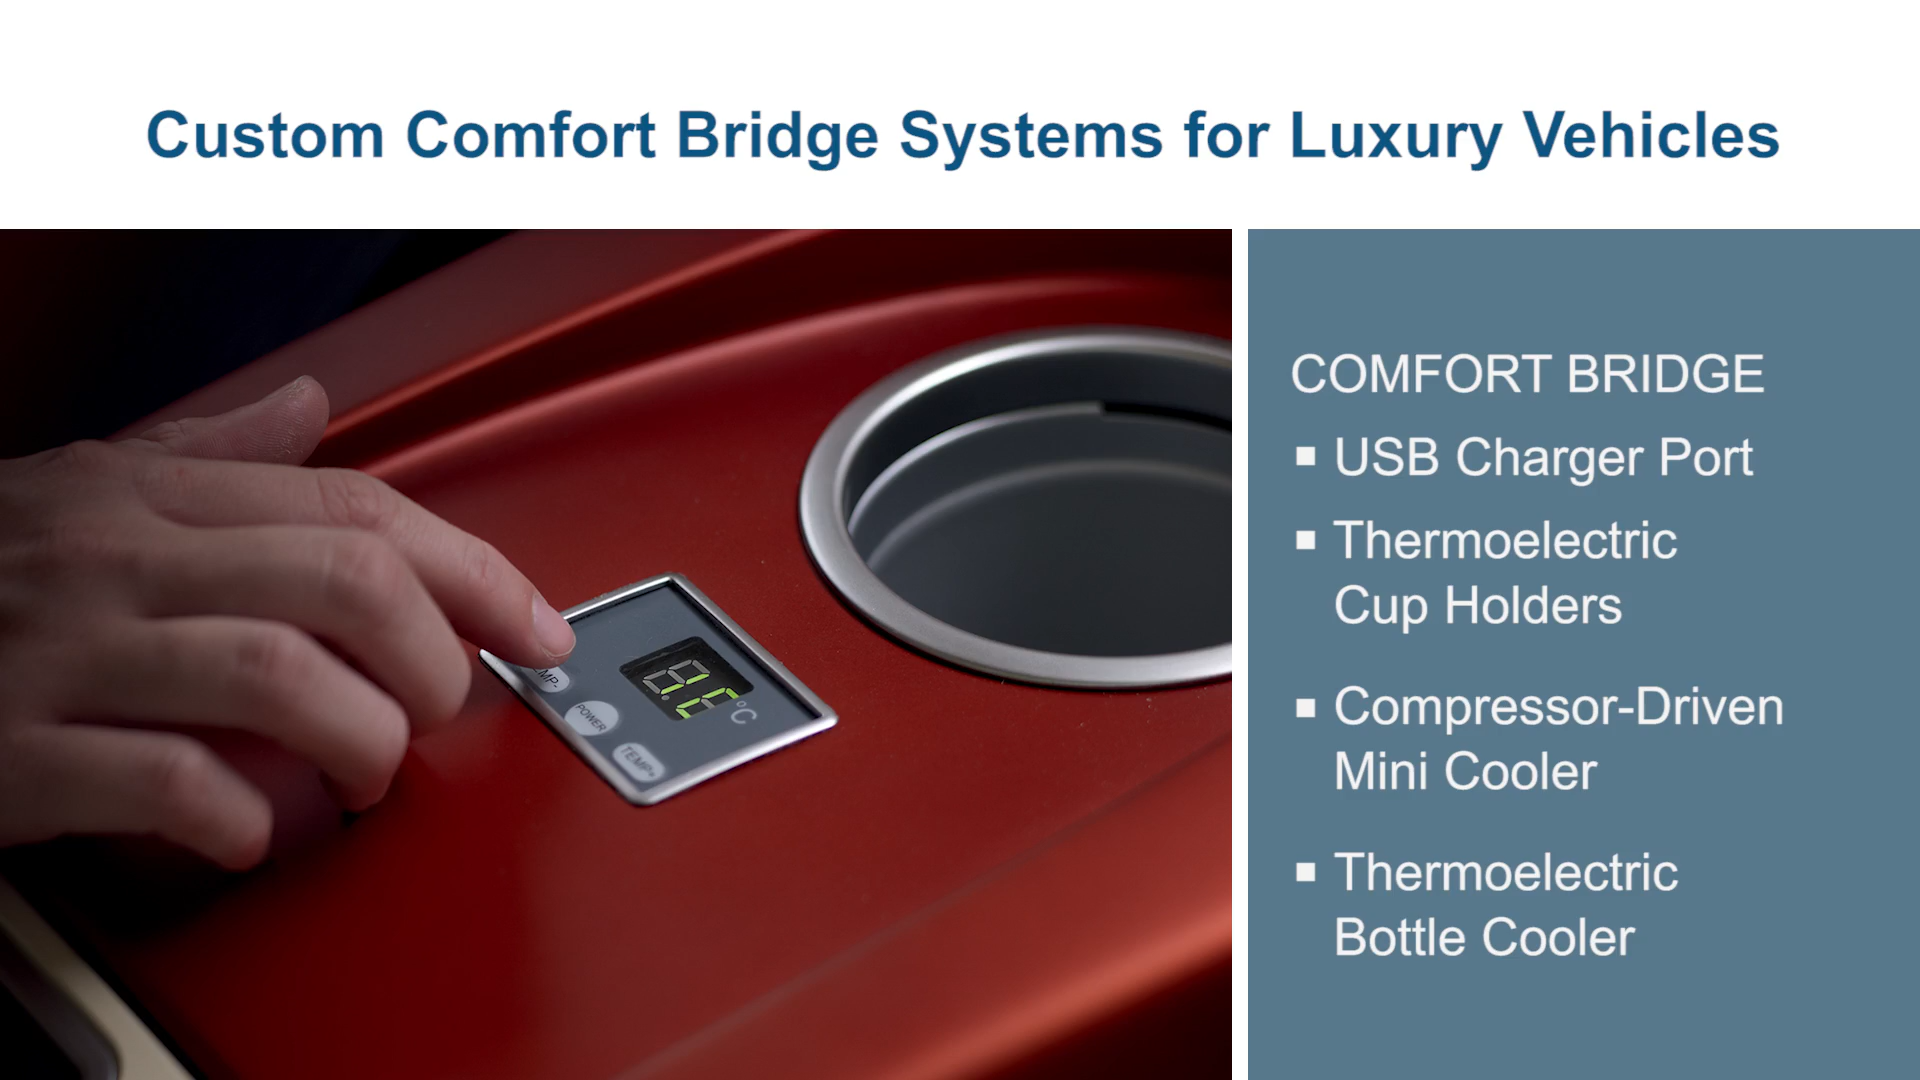 Custom Comfort Bridge Systems for Luxury Vehicles
COMFORT BRIDGE
▪ USB Charger Port
▪ Thermoelectric
Cup Holders
▪ Compressor-Driven
Mini Cooler
▪ Thermoelectric
Bottle Cooler
°C
POWER
TEMP+